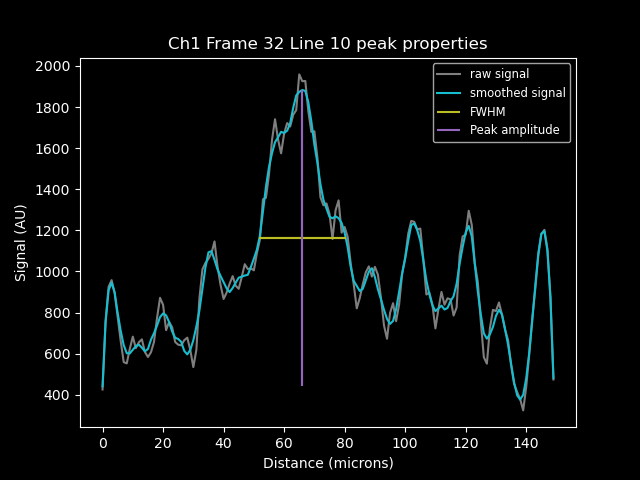 Ch1 Frame 32 Line 10 peak properties
2000
1800
1600
1400
1200
1000
800
600
400
Signal (AU)
raw signal
smoothed signal
FWHM
Peak amplitude
0 20 40 60 80 100 120 140
Distance (microns)